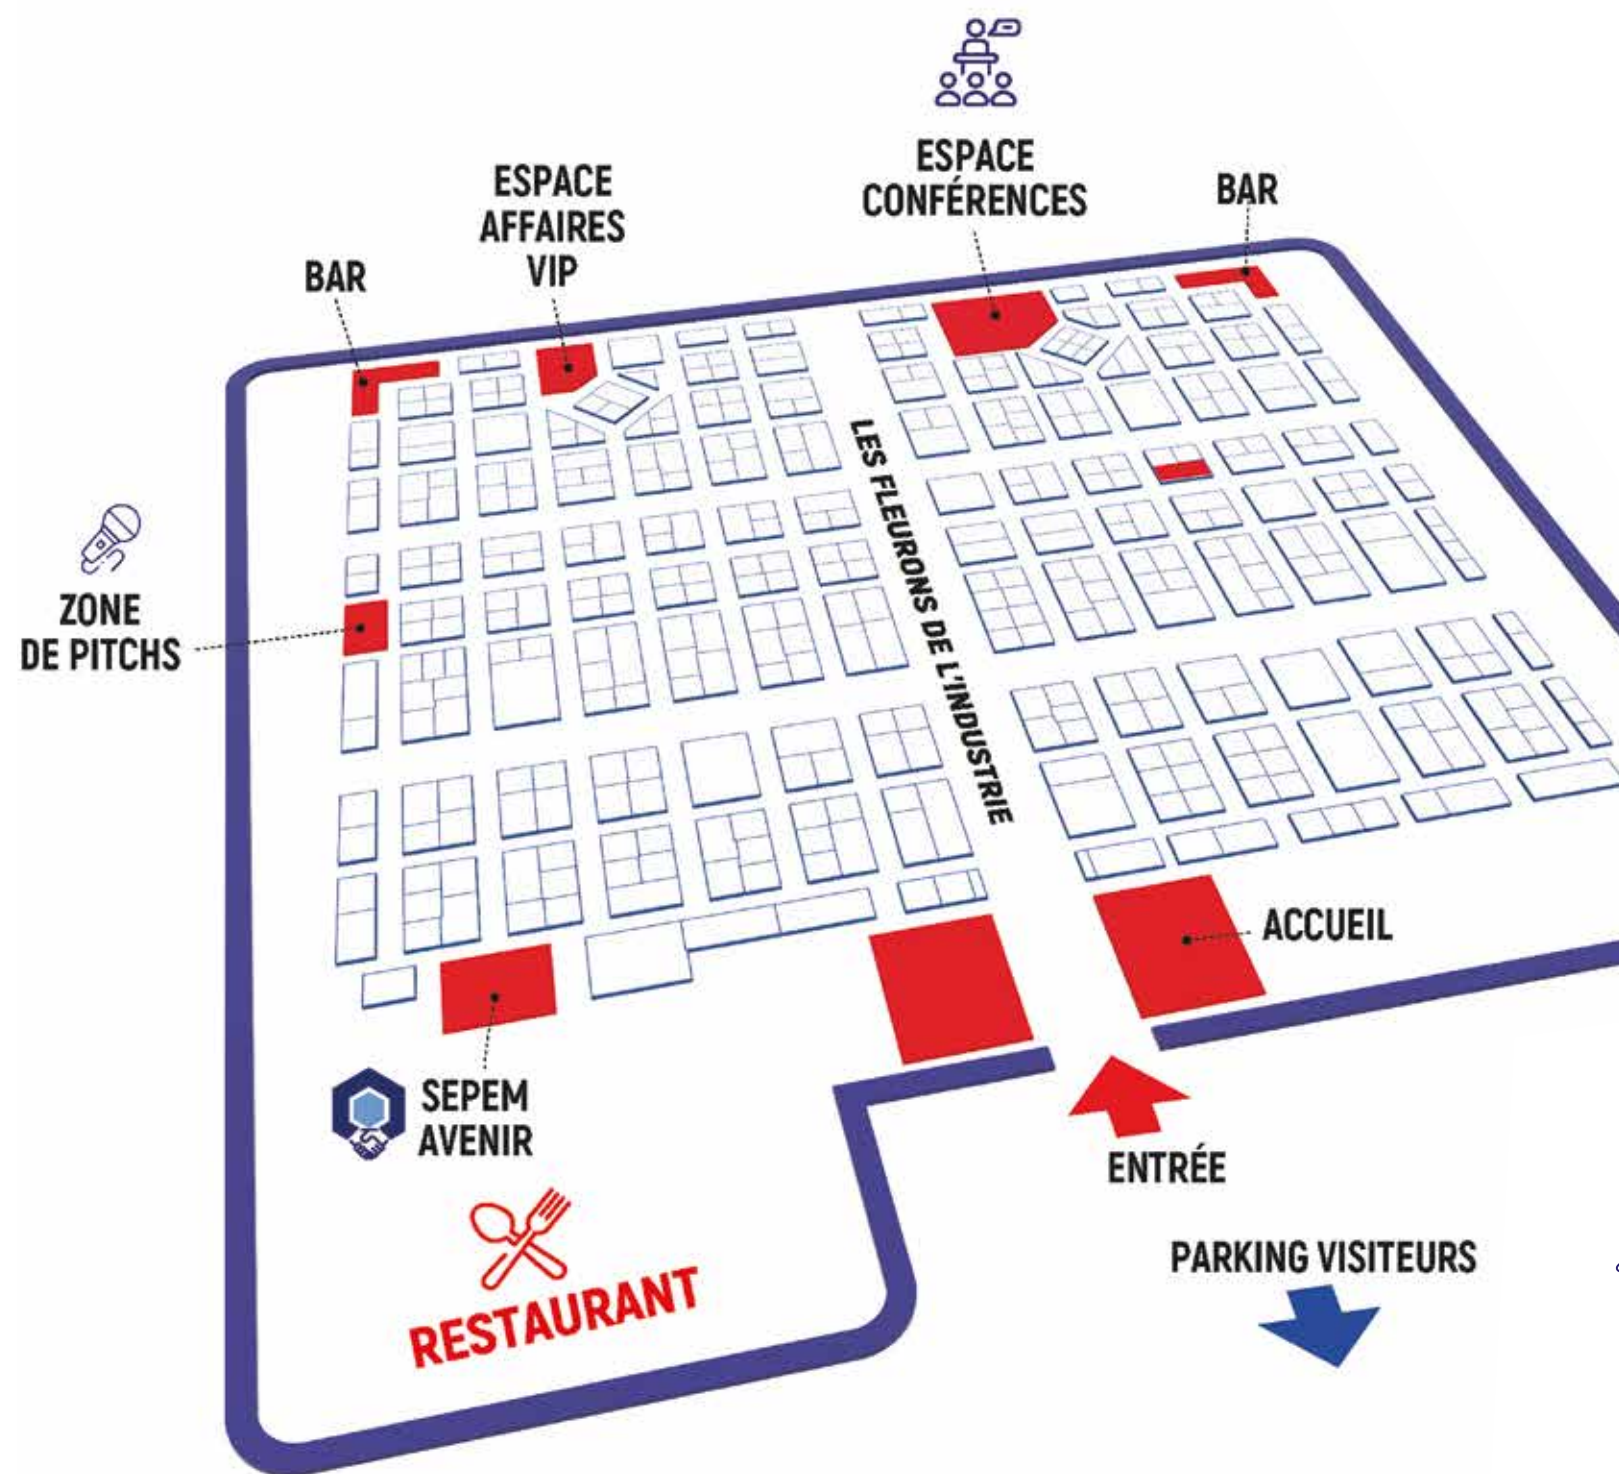 ESPACE
CONFÉRENCES
BAR
ESPACE
AFFAIRES
VIP
BAR
LES FLEURONS DE L'INDUSTRIE
ZONE
DE PITCHS
ACCUEIL
SEPEM
AVENIR
ENTRÉE
RESTAURANT
PARKING VISITEURS